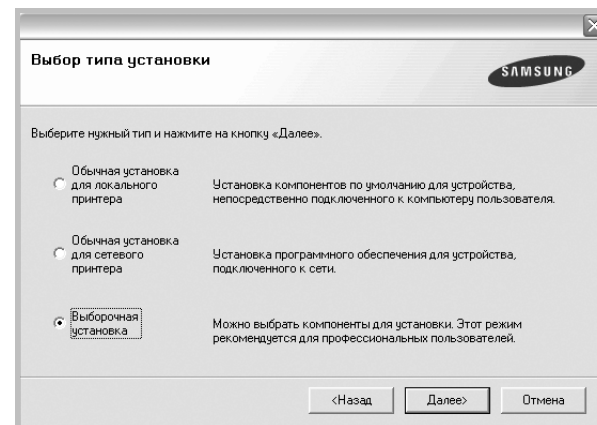 Выбор типа установки
SAMSUNG
Выберите нужный тип и нажмите на кнопку «Далее».
Обычная установка
для локального
принтера
Установка компонентов по умолчанию для устройства,
непосредственно подключенного к компьютеру пользователя.
Обычная установка
для сетевого
принтера
Установка программного обеспечения для устройства,
подключенного к сети.
Выборочная
установка
Можно выбрать компоненты для установки. Этот режим
рекомендуется для профессиональных пользователей.
<Назад
Далее>
Отмена